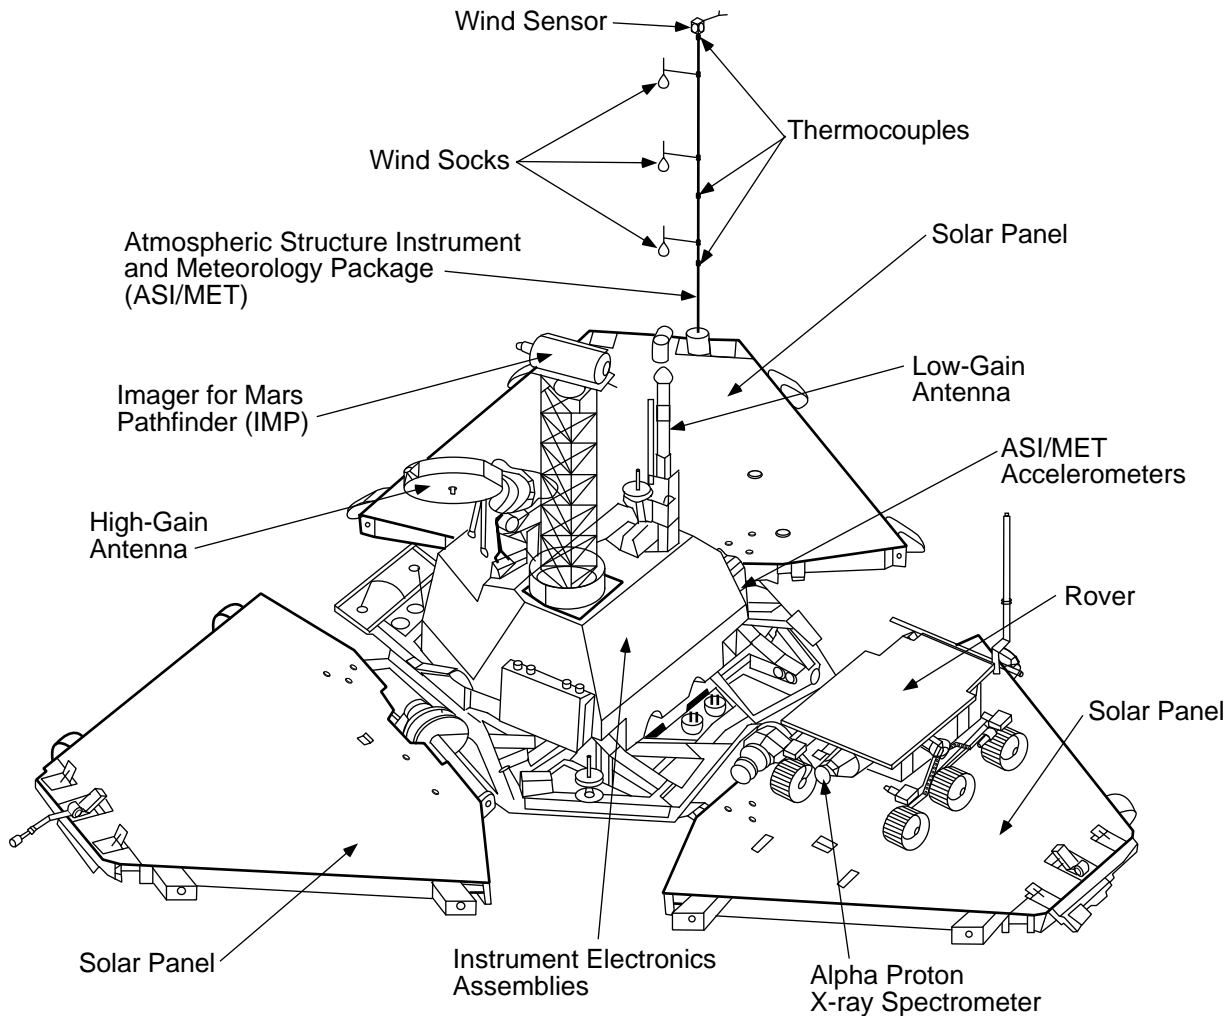 Wind Sensor
Thermocouples
Wind Socks
Atmospheric Structure Instrument
and Meteorology Package
(ASI/MET)
Solar Panel
Imager for Mars
Pathfinder (IMP)
Low-Gain
Antenna
ASI/MET
Accelerometers
High-Gain
Antenna
Rover
Solar Panel
Solar Panel
Instrument Electronics
Assemblies
Alpha Proton
X-ray Spectrometer